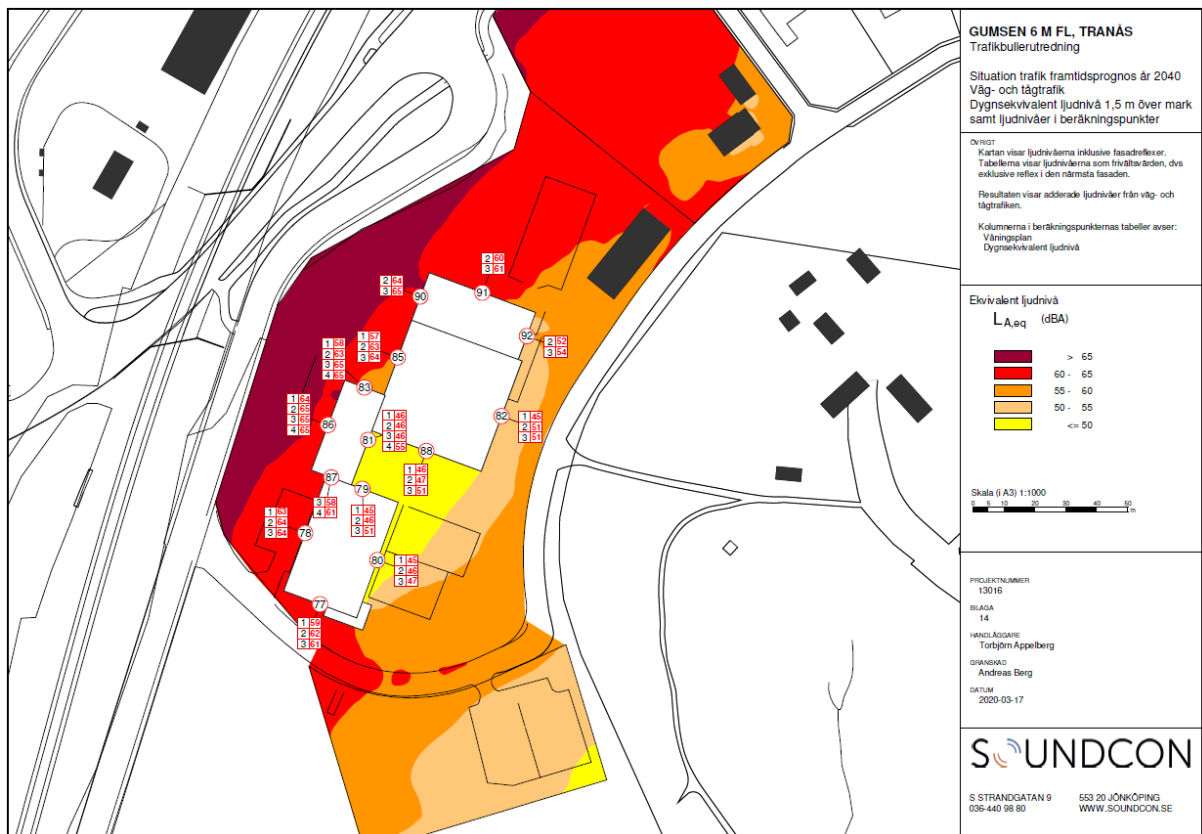 GUMSEN 6 M FL, TRANÅS
Trafikbullerutredning
Situation trafik framtidsprognos år 2040
Väg- och tågtrafik
Dygnsekvivalent ljudnivå 1,5 m över mark
samt ljudnivåer i beräkningspunkter
ÖVRIGT
Kartan visar ljudnivåerna inklusive fasadreflexer.
Tabellerna visar ljudnivåerna som frifältsvärden, dvs
exklusive reflex i den närmsta fasaden.
Resultaten visar adderade ljudnivåer från väg- och
tågtrafiken.
Kolumnerna i beräkningspunkternas tabeller avser:
Våningsplan
Dygnsekvivalent ljudnivå
Ekvivalent ljudnivå
LA,eq (dBA)
> 65
60 - 65
55 - 60
50 - 55
<= 50
Skala (i A3) 1:1000
0 5 10 20 30 40 50
m
PROJEKTNUMMER
13016
BILAGA
14
HANDLÄGGARE
Torbjörn Appelberg
GRANSKAD
Andreas Berg
DATUM
2020-03-17
SOUNDCON
S STRANDGATAN 9 553 20 JÖNKÖPING
036-440 98 80 WWW.SOUNDCON.SE
2 60
3 61
91
2 64
3 65
90
92
2 52
3 54
1 57
2 63
3 64
85
1 58
2 63
3 65
4 65
83
1 64
2 65
3 65
4 65
86
1 46
2 46
3 46
4 55
81
82
1 45
2 51
3 51
88
1 46
2 47
3 51
87
3 58
4 61
79
1 45
2 46
3 51
1 63
2 64
3 64
78
80
1 45
2 46
3 47
77
1 59
2 62
3 61